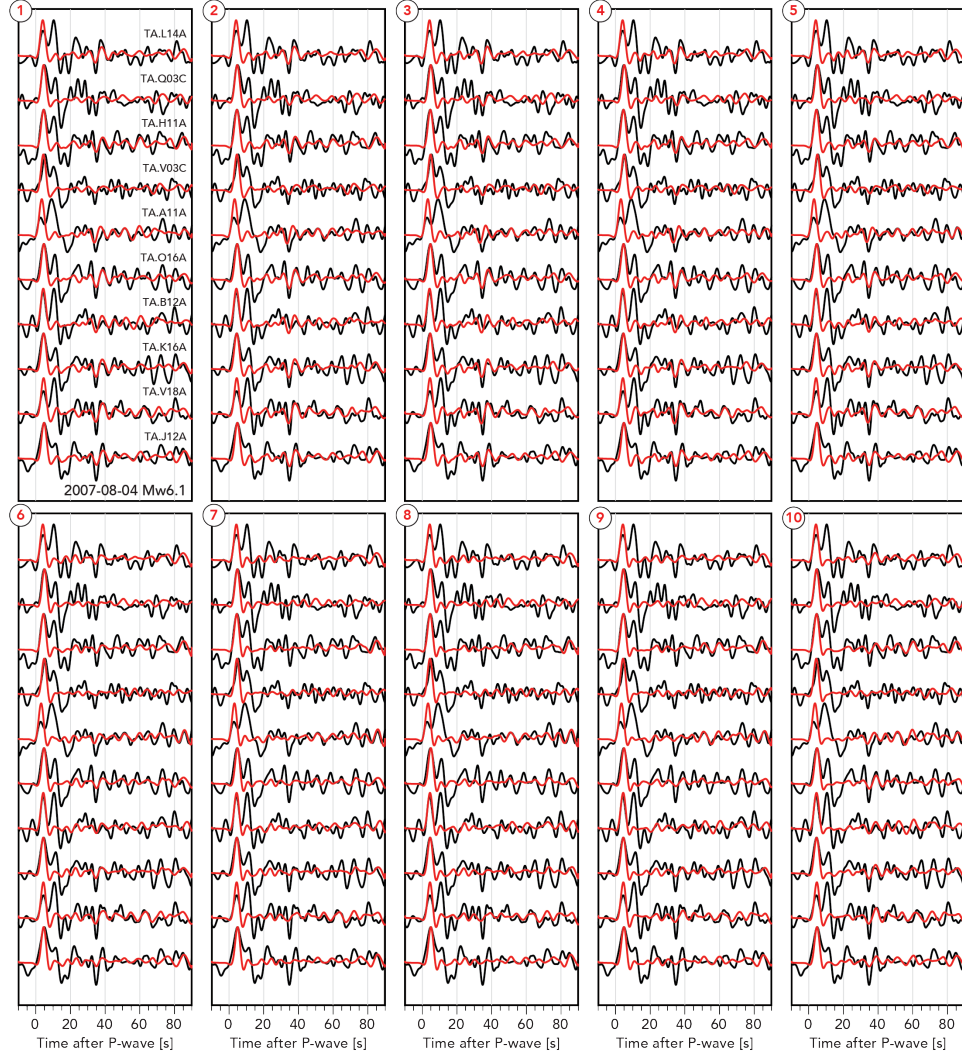 1 2 3 4 5
TA.L14A
TA.Q03C
TA.H11A
TA.V03C
TA.A11A
TA.O16A
TA.B12A
TA.K16A
TA.V18A
TA.J12A
2007-08-04 Mw6.1
6 7 8 9 10
0 20 40 60 80 0 20 40 60 80 0 20 40 60 80 0 20 40 60 80 0 20 40 60 80
Time after P-wave [s] Time after P-wave [s] Time after P-wave [s] Time after P-wave [s] Time after P-wave [s]